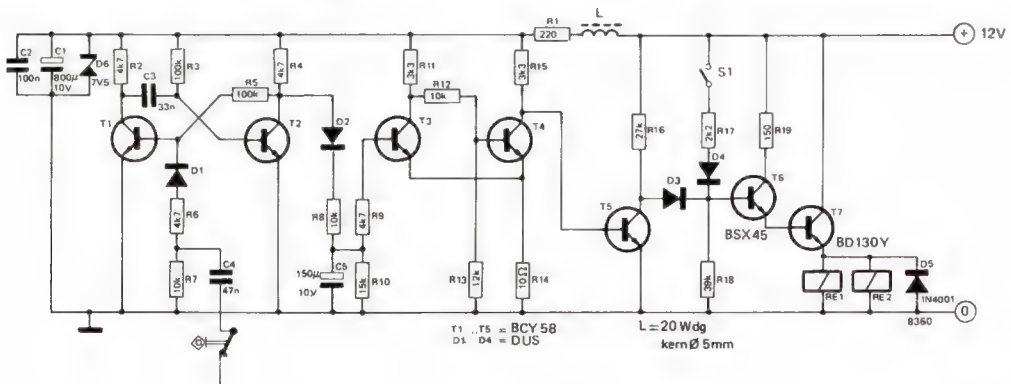 R1
220
L
+ 12V
C2
100n
C1
800µ
10V
D6
7V5
R2
4k7
R3
100k
C3
33n
R5
100k
R4
4k7
R11
3k3
R12
10k
R15
3k3
S1
R16
27k
R17
2k2
R19
150
T1
T2
D2
T3
T4
D1
D3
D4
T6
T5
BSX45
T7
BD130Y
R6
4k7
R8
10k
R9
4k7
R7
10k
C4
47n
150µ
10V
C5
R10
15k
R13
12k
R14
10Ω
R18
39k
RE1
RE2
D5
1N4001
8360
0
T1 ..T5 = BCY 58
D1 D4 = DUS
L = 20 Wdg
kern Ø 5mm